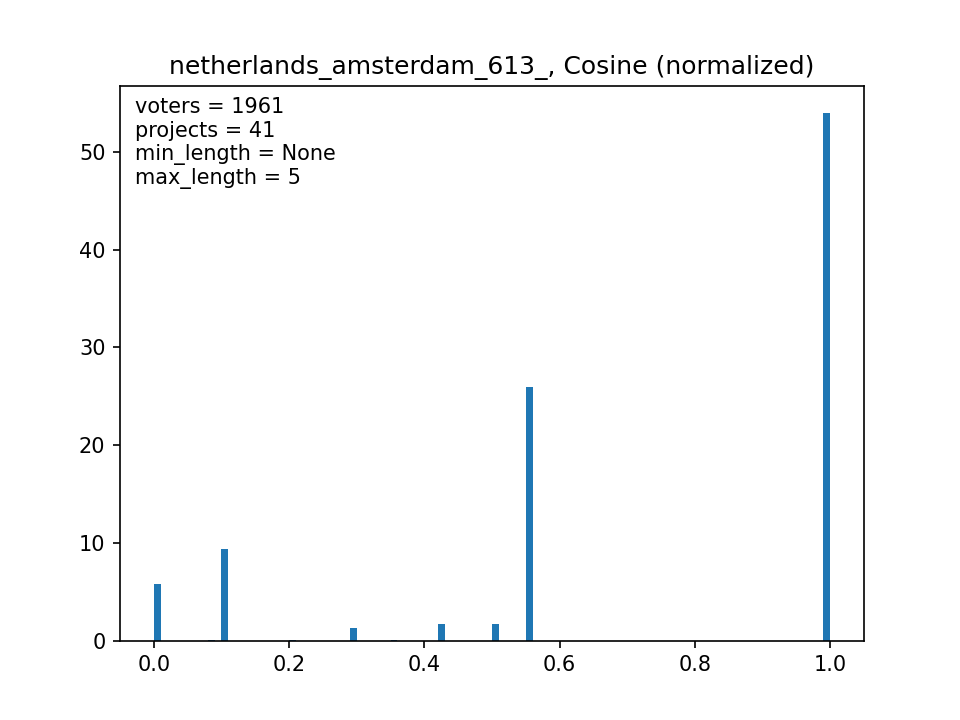 netherlands_amsterdam_613_, Cosine (normalized)
voters = 1961
projects = 41
min_length = None
max_length = 5
50
40
30
20
10
0
0.0 0.2 0.4 0.6 0.8 1.0